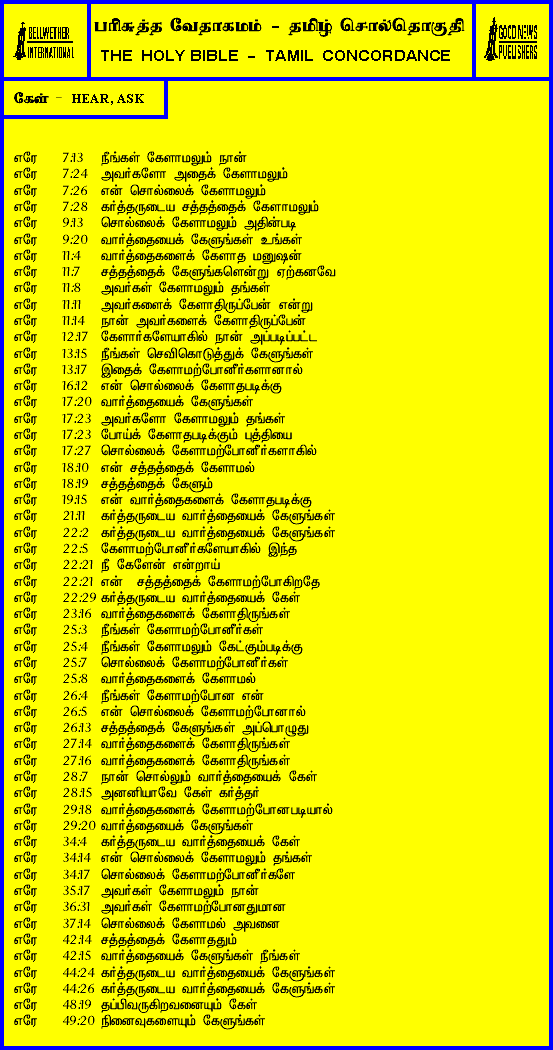 BELLWETHER
INTERNATIONAL
பரிசுத்த வேதாகமம் - தமிழ் சொல்தொகுதி
THE HOLY BIBLE - TAMIL CONCORDANCE
GOOD NEWS
PUBLISHERS
கேள் - HEAR, ASK
எரே 7:13 நீங்கள் கேளாமலும் நான்
எரே 7:24 அவர்களோ அதைக் கேளாமலும்
எரே 7:26 என் சொல்லைக் கேளாமலும்
எரே 7:28 கர்த்தருடைய சத்தத்தைக் கேளாமலும்
எரே 9:13 சொல்லைக் கேளாமலும் அதின்படி
எரே 9:20 வார்த்தையைக் கேளுங்கள் உங்கள்
எரே 11:4 வார்த்தைகளைக் கேளாத மனுஷன்
எரே 11:7 சத்தத்தைக் கேளுங்களென்று ஏற்கனவே
எரே 11:8 அவர்கள் கேளாமலும் தங்கள்
எரே 11:11 அவர்களைக் கேளாதிருப்பேன் என்று
எரே 11:14 நான் அவர்களைக் கேளாதிருப்பேன்
எரே 12:17 கேளார்களேயாகில் நான் அப்படிப்பட்ட
எரே 13:15 நீங்கள் செவிகொடுத்துக் கேளுங்கள்
எரே 13:17 இதைக் கேளாமற்போனீர்களானால்
எரே 16:12 என் சொல்லைக் கேளாதபடிக்கு
எரே 17:20 வார்த்தையைக் கேளுங்கள்
எரே 17:23 அவர்களோ கேளாமலும் தங்கள்
எரே 17:23 போய்க் கேளாதபடிக்கும் புத்தியை
எரே 17:27 சொல்லைக் கேளாமற்போனீர்களாகில்
எரே 18:10 என் சத்தத்தைக் கேளாமல்
எரே 18:19 சத்தத்தைக் கேளும்
எரே 19:15 என் வார்த்தைகளைக் கேளாதபடிக்கு
எரே 21:11 கர்த்தருடைய வார்த்தையைக் கேளுங்கள்
எரே 22:2 கர்த்தருடைய வார்த்தையைக் கேளுங்கள்
எரே 22:5 கேளாமற்போனீர்களேயாகில் இந்த
எரே 22:21 நீ கேளேன் என்றாய்
எரே 22:21 என் சத்தத்தைக் கேளாமற்போகிறதே
எரே 22:29 கர்த்தருடைய வார்த்தையைக் கேள்
எரே 23:16 வார்த்தைகளைக் கேளாதிருங்கள்
எரே 25:3 நீங்கள் கேளாமற்போனீர்கள்
எரே 25:4 நீங்கள் கேளாமலும் கேட்கும்படிக்கு
எரே 25:7 சொல்லைக் கேளாமற்போனீர்கள்
எரே 25:8 வார்த்தைகளைக் கேளாமல்
எரே 26:4 நீங்கள் கேளாமற்போன என்
எரே 26:5 என் சொல்லைக் கேளாமற்போனால்
எரே 26:13 சத்தத்தைக் கேளுங்கள் அப்பொழுது
எரே 27:14 வார்த்தைகளைக் கேளாதிருங்கள்
எரே 27:16 வார்த்தைகளைக் கேளாதிருங்கள்
எரே 28:7 நான் சொல்லும் வார்த்தையைக் கேள்
எரே 28:15 அனனியாவே கேள் கர்த்தர்
எரே 29:18 வார்த்தைகளைக் கேளாமற்போனபடியால்
எரே 29:20 வார்த்தையைக் கேளுங்கள்
எரே 34:4 கர்த்தருடைய வார்த்தையைக் கேள்
எரே 34:14 என் சொல்லைக் கேளாமலும் தங்கள்
எரே 34:17 சொல்லைக் கேளாமற்போனீர்களே
எரே 35:17 அவர்கள் கேளாமலும் நான்
எரே 36:31 அவர்கள் கேளாமற்போனதுமான
எரே 37:14 சொல்லைக் கேளாமல் அவனை
எரே 42:14 சத்தத்தைக் கேளாததும்
எரே 42:15 வார்த்தையைக் கேளுங்கள் நீங்கள்
எரே 44:24 கர்த்தருடைய வார்த்தையைக் கேளுங்கள்
எரே 44:26 கர்த்தருடைய வார்த்தையைக் கேளுங்கள்
எரே 48:19 தப்பிவருகிறவனையும் கேள்
எரே 49:20 நினைவுகளையும் கேளுங்கள்